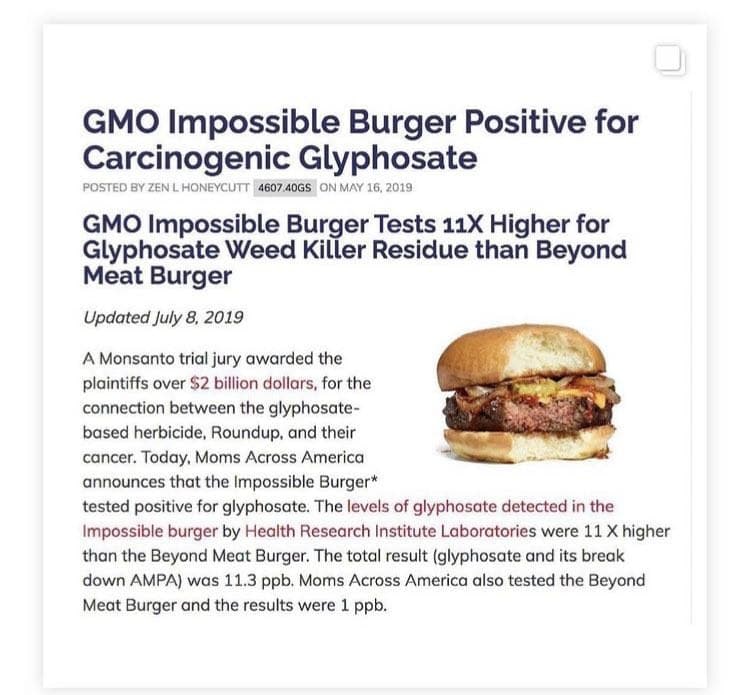 GMO Impossible Burger Positive for
Carcinogenic Glyphosate
POSTED BY ZEN L HONEYCUTT 4607.40GS ON MAY 16, 2019
GMO Impossible Burger Tests 11X Higher for
Glyphosate Weed Killer Residue than Beyond
Meat Burger
Updated July 8, 2019
A Monsanto trial jury awarded the
plaintiffs over $2 billion dollars, for the
connection between the glyphosate-
based herbicide, Roundup, and their
cancer. Today, Moms Across America
announces that the Impossible Burger*
tested positive for glyphosate. The levels of glyphosate detected in the
Impossible burger by Health Research Institute Laboratories were 11 X higher
than the Beyond Meat Burger. The total result (glyphosate and its break
down AMPA) was 11.3 ppb. Moms Across America also tested the Beyond
Meat Burger and the results were 1 ppb.